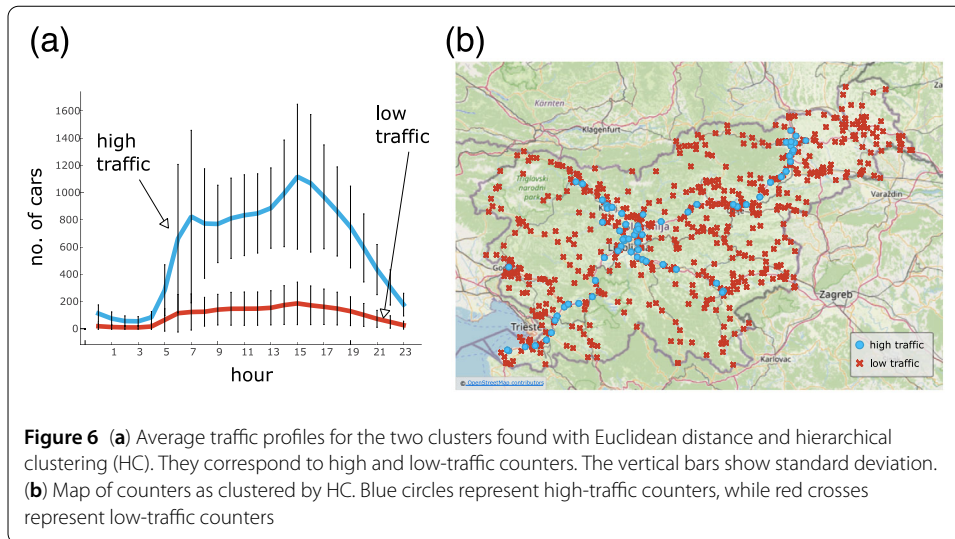 (a)
(b)
1600
1400
1200
1000
800
600
400
200
0
no. of cars
high
traffic
low
traffic
1 3 5 7 9 11 13 15 17 19 21 23
hour
Kärnten
Klagenfurt
Triglavski
narodni
park
Varaždin
Zagreb
Trieste
Karlovac
high traffic
low traffic
© OpenStreetMap contributors
Figure 6 (a) Average traffic profiles for the two clusters found with Euclidean distance and hierarchical
clustering (HC). They correspond to high and low-traffic counters. The vertical bars show standard deviation.
(b) Map of counters as clustered by HC. Blue circles represent high-traffic counters, while red crosses
represent low-traffic counters